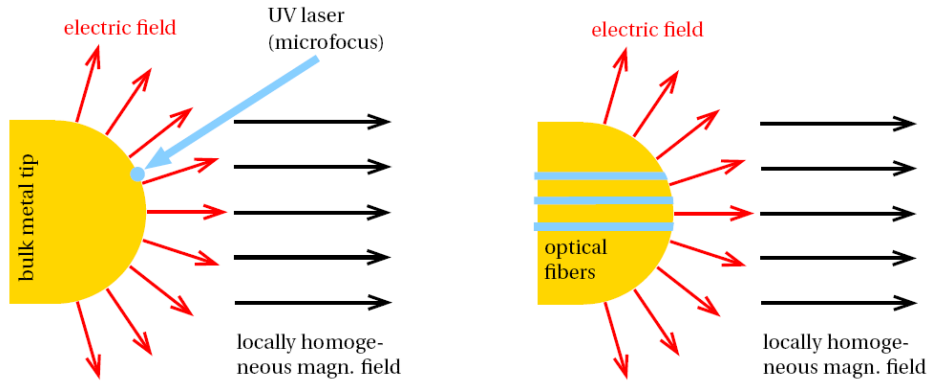 electric field
UV laser
(microfocus)
bulk metal tip
locally homoge-
neous magn. field
electric field
optical
fibers
locally homoge-
neous magn. field